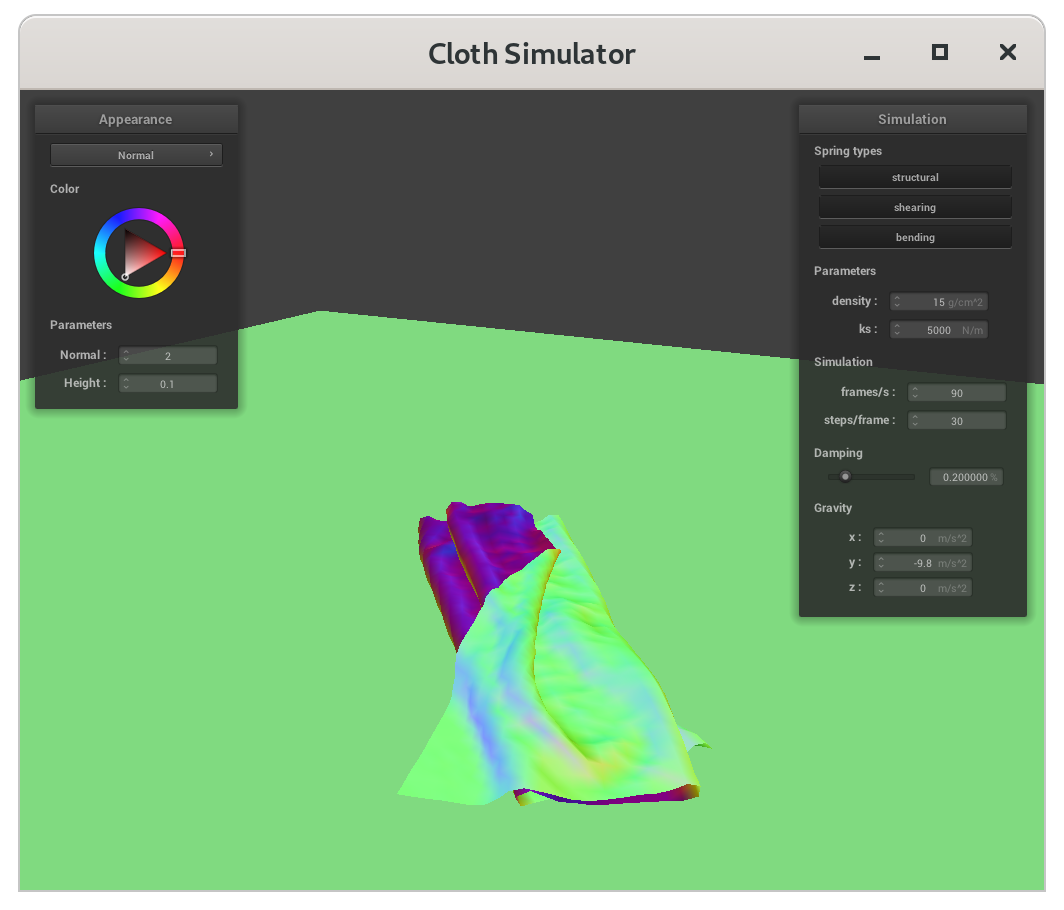 Cloth Simulator
Appearance
Normal
Color
Parameters
Normal : 2
Height : 0.1
Simulation
Spring types
structural
shearing
bending
Parameters
density : 15 g/cm^2
ks : 5000 N/m
Simulation
frames/s : 90
steps/frame : 30
Damping
0.200000 %
Gravity
x : 0 m/s^2
y : -9.8 m/s^2
z : 0 m/s^2